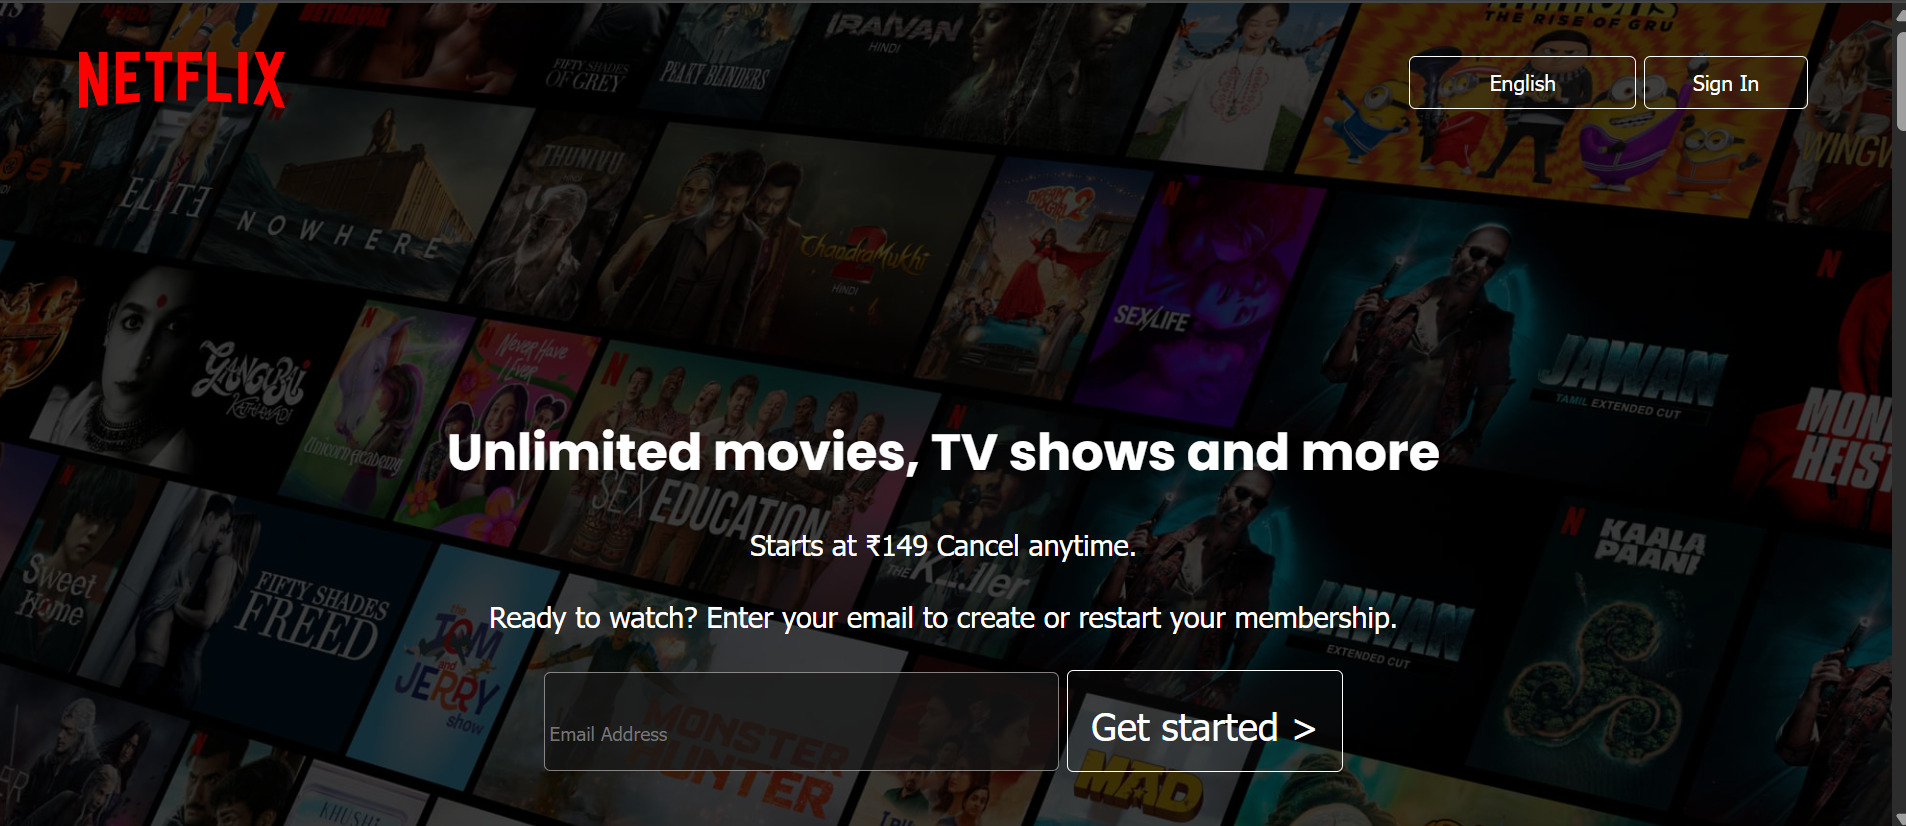 NETFLIX
English
Sign In
BETRAYAL
FIFTY SHADES
OF GREY
PEAKY BLINDERS
IRAIVAN
HINDI
THE RISE OF GRU
ELITE
NOWHERE
THUNIVU
ChandraMukhi
2
HINDI
2
SEX/LIFE
GANGUBAI
KATHIAWADI
Unicorn Academy
Never Have
I Ever
JAWAN
TAMIL EXTENDED CUT
MON
HEIST
Unlimited movies, TV shows and more
SEX EDUCATION
Starts at ₹149 Cancel anytime.
THE
KAALA
PAANI
Sweet
Home
FIFTY SHADES
FREED
JAWAN
EXTENDED CUT
Ready to watch? Enter your email to create or restart your membership.
the
TOM
and
JERRY
show
Email Address
MONSTER
HUNTER
Get started >
MAD
KHUSHI